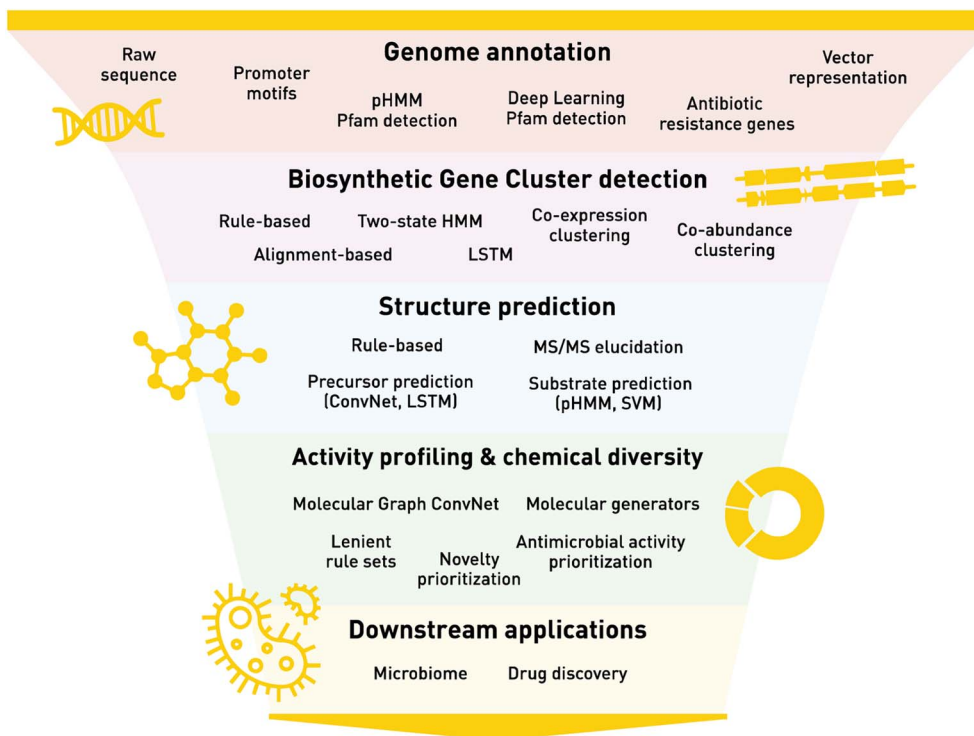 Genome annotation
Raw
sequence
Promoter
motifs
pHMM
Pfam detection
Deep Learning
Pfam detection
Antibiotic
resistance genes
Vector
representation
Biosynthetic Gene Cluster detection
Rule-based
Two-state HMM
Co-expression
clustering
Co-abundance
clustering
Alignment-based
LSTM
Structure prediction
Rule-based
MS/MS elucidation
Precursor prediction
(ConvNet, LSTM)
Substrate prediction
(pHMM, SVM)
Activity profiling & chemical diversity
Molecular Graph ConvNet
Molecular generators
Lenient
rule sets
Novelty
prioritization
Antimicrobial activity
prioritization
Downstream applications
Microbiome
Drug discovery